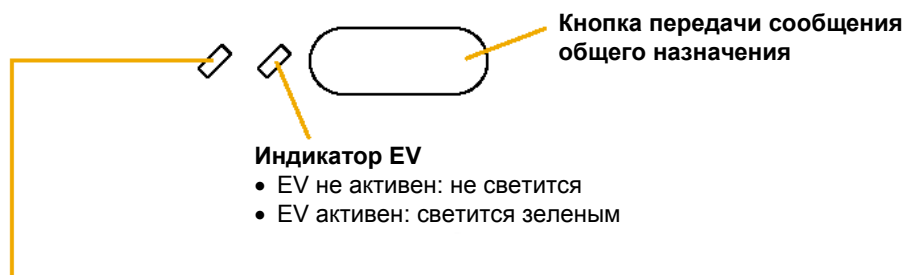 Кнопка передачи сообщения
общего назначения
Индикатор EV
• EV не активен: не светится
• EV активен: светится зеленым